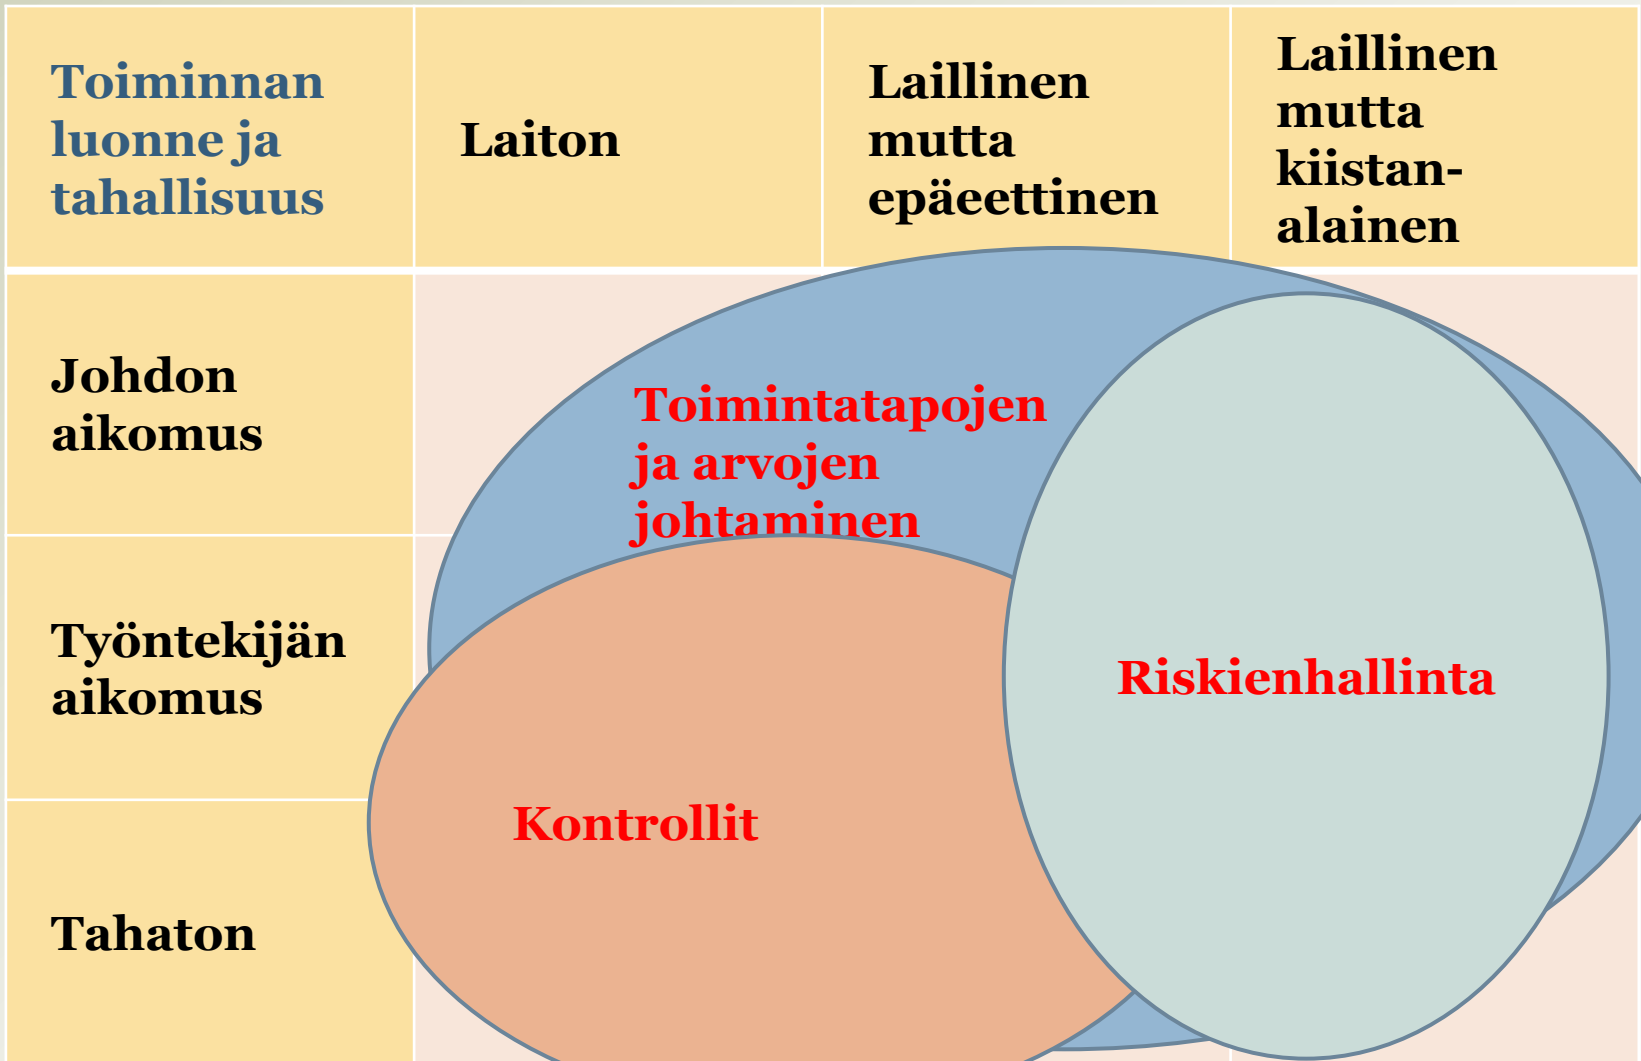 Toiminnan
luonne ja
tahallisuus
Laiton
Laillinen
mutta
epäeettinen
Laillinen
mutta
kiistan-
alainen
Johdon
aikomus
Toimintatapojen
ja arvojen
johtaminen
Työntekijän
aikomus
Riskienhallinta
Kontrollit
Tahaton